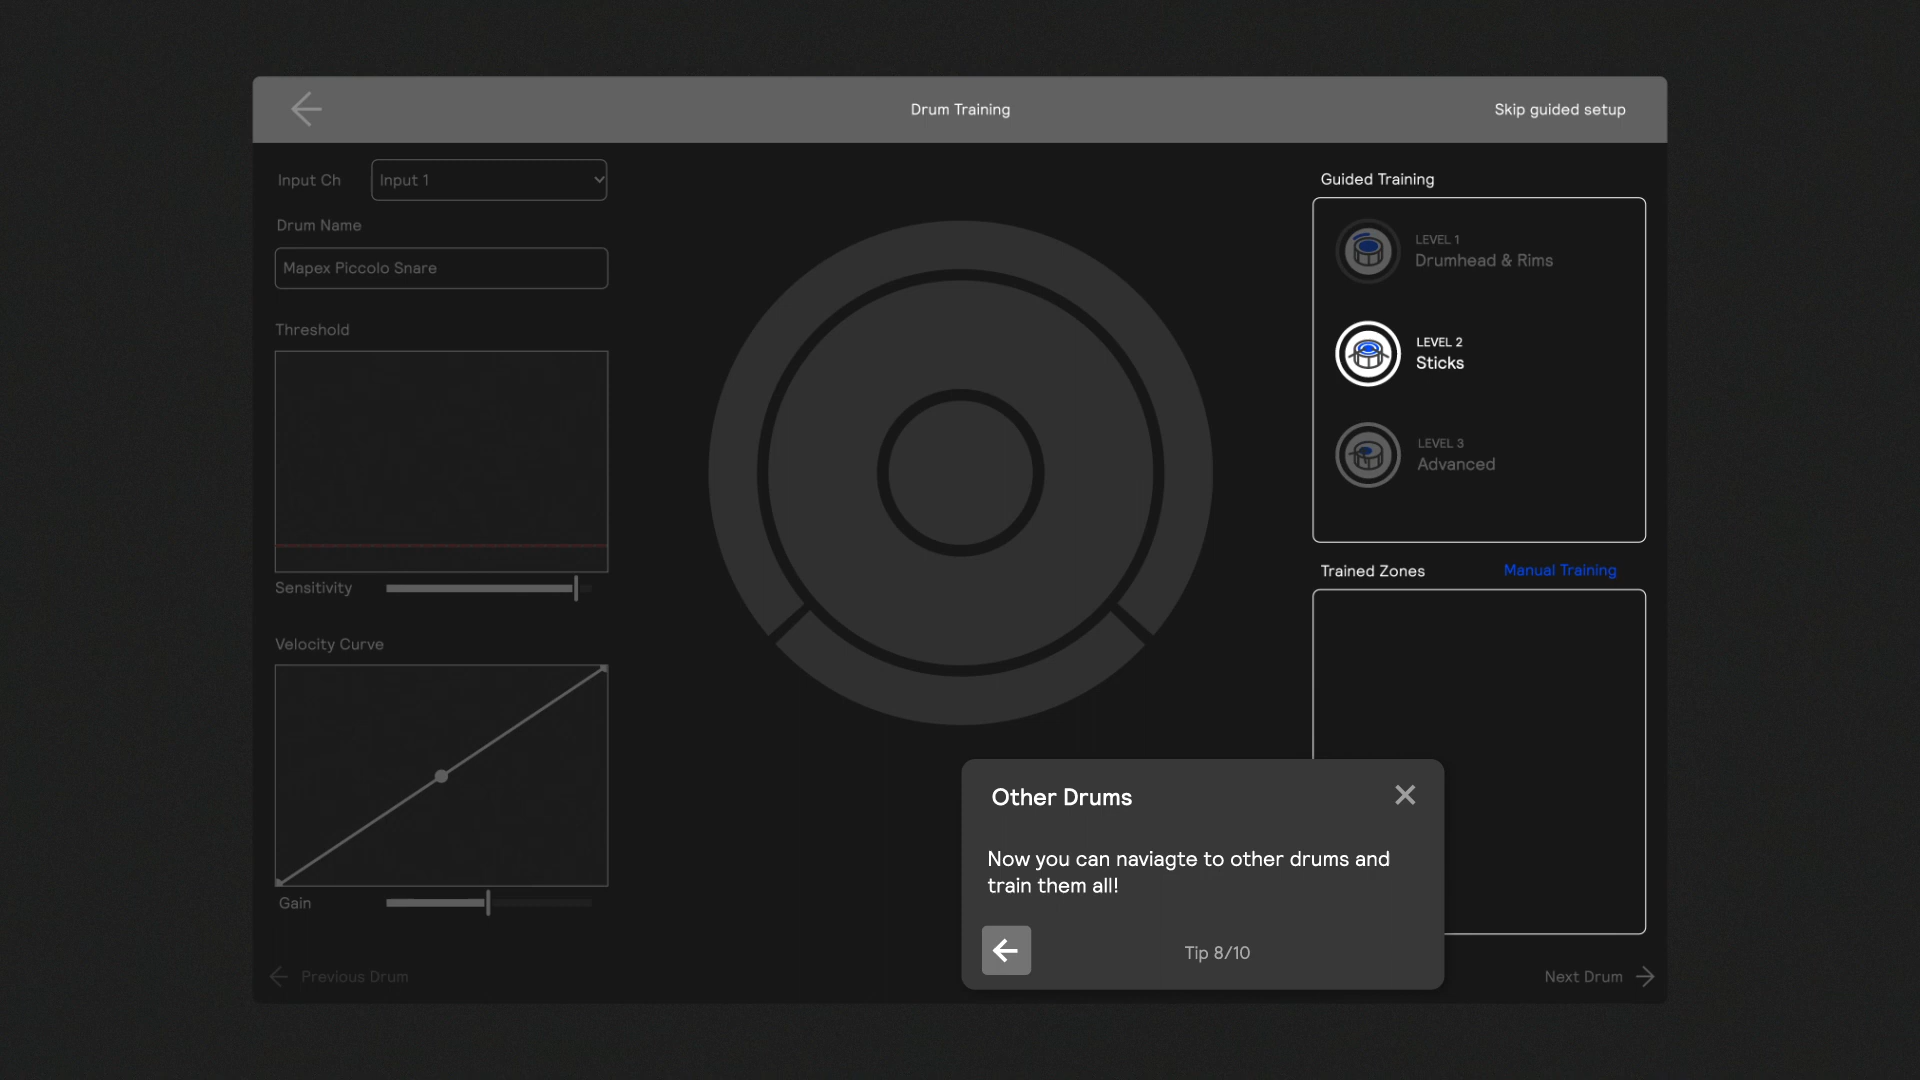 Drum Training
Skip guided setup
Input Ch
Input 1
Drum Name
Mapex Piccolo Snare
Threshold
Sensitivity
Velocity Curve
Gain
Previous Drum
Guided Training
LEVEL 1
Drumhead & Rims
LEVEL 2
Sticks
LEVEL 3
Advanced
Trained Zones
Manual Training
Other Drums
Now you can naviagte to other drums and
train them all!
Tip 8/10
Next Drum